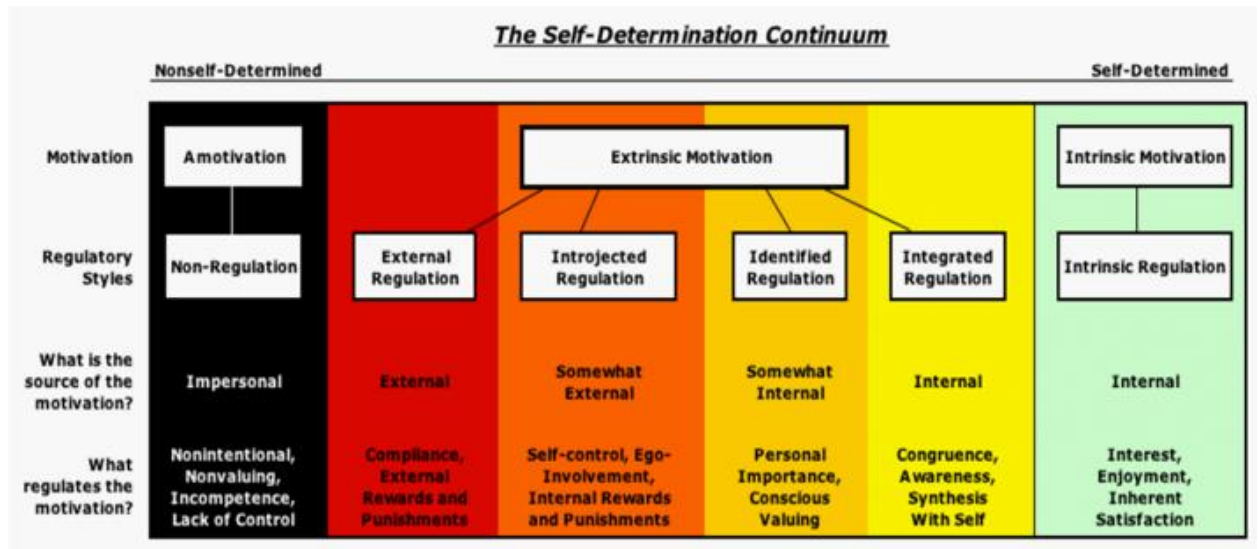 The Self-Determination Continuum
Nonself-Determined
Self-Determined
Motivation
Amotivation
Extrinsic Motivation
Intrinsic Motivation
Regulatory
Styles
Non-Regulation
External
Regulation
Introjected
Regulation
Identified
Regulation
Integrated
Regulation
Intrinsic Regulation
What is the
source of the
motivation?
Impersonal
External
Somewhat
External
Somewhat
Internal
Internal
Internal
What
regulates the
motivation?
Nonintentional,
Nonvaluing,
Incompetence,
Lack of Control
Compliance,
External
Rewards and
Punishments
Self-control, Ego-
Involvement,
Internal Rewards
and Punishments
Personal
Importance,
Conscious
Valuing
Congruence,
Awareness,
Synthesis
With Self
Interest,
Enjoyment,
Inherent
Satisfaction